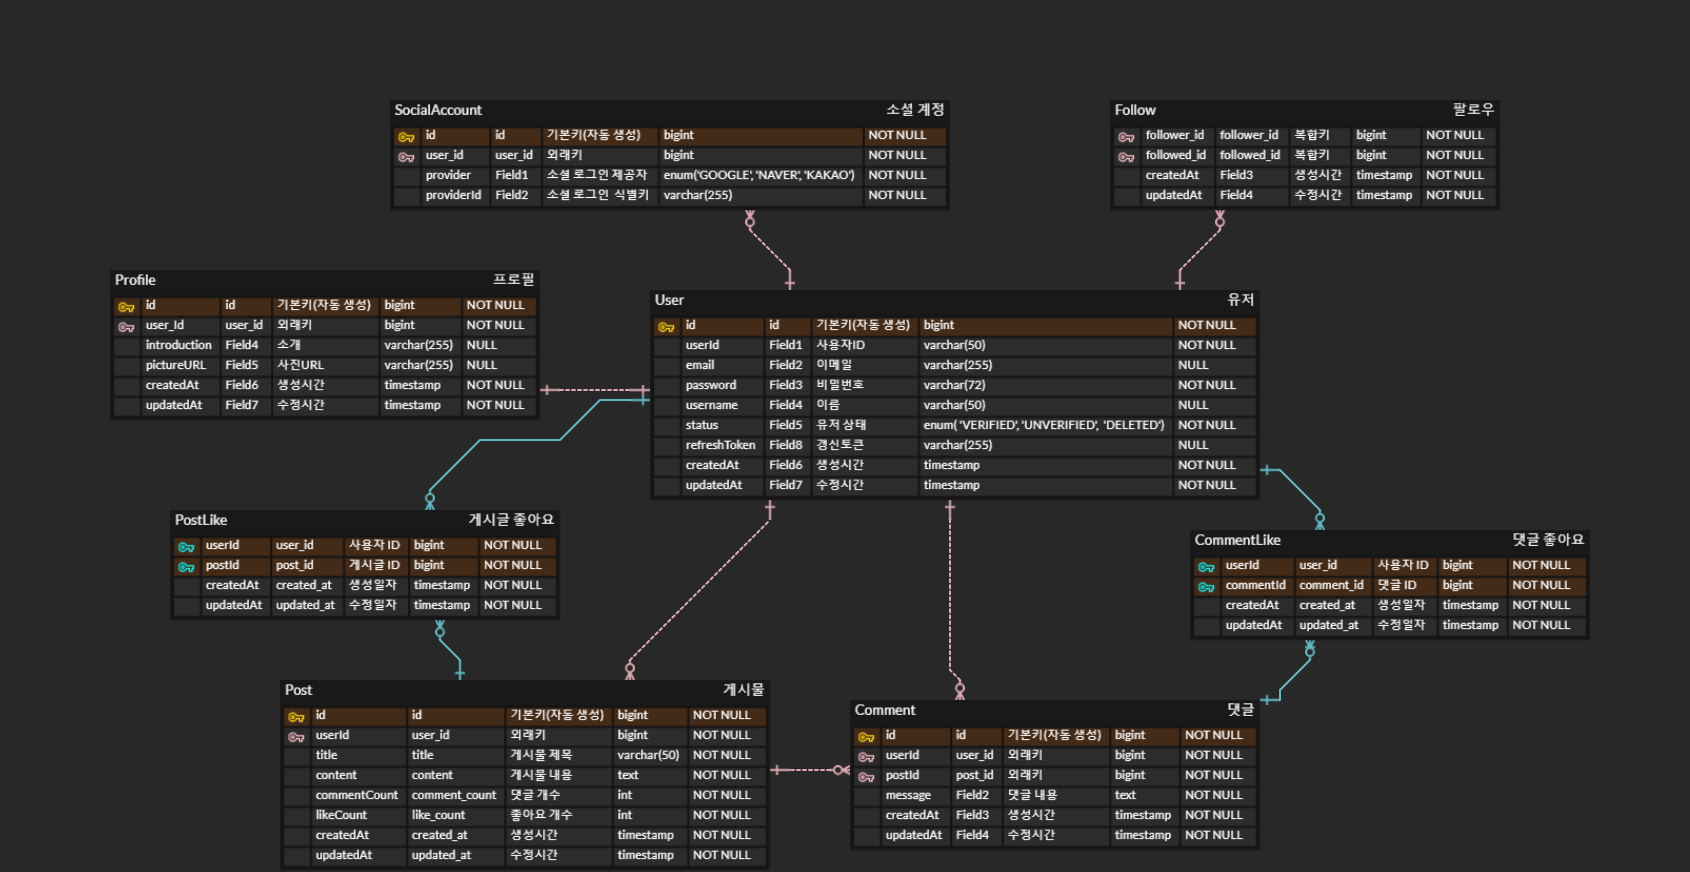 SocialAccount 소셜 계정
id id 기본키(자동 생성) bigint NOT NULL
user_id user_id 외래키 bigint NOT NULL
provider Field1 소셜 로그인 제공자 enum('GOOGLE', 'NAVER', 'KAKAO') NOT NULL
providerId Field2 소셜 로그인 식별키 varchar(255) NOT NULL
Follow 팔로우
follower_id follower_id 복합키 bigint NOT NULL
followed_id followed_id 복합키 bigint NOT NULL
createdAt Field3 생성시간 timestamp NOT NULL
updatedAt Field4 수정시간 timestamp NOT NULL
Profile 프로필
id id 기본키(자동 생성) bigint NOT NULL
user_Id user_id 외래키 bigint NOT NULL
introduction Field4 소개 varchar(255) NULL
pictureURL Field5 사진URL varchar(255) NULL
createdAt Field6 생성시간 timestamp NOT NULL
updatedAt Field7 수정시간 timestamp NOT NULL
User 유저
id id 기본키(자동 생성) bigint NOT NULL
userId Field1 사용자ID varchar(50) NOT NULL
email Field2 이메일 varchar(255) NULL
password Field3 비밀번호 varchar(72) NOT NULL
username Field4 이름 varchar(50) NULL
status Field5 유저 상태 enum( 'VERIFIED', 'UNVERIFIED', 'DELETED') NOT NULL
refreshToken Field8 갱신토큰 varchar(255) NULL
createdAt Field6 생성시간 timestamp NOT NULL
updatedAt Field7 수정시간 timestamp NOT NULL
PostLike 게시글 좋아요
userId user_id 사용자 ID bigint NOT NULL
postId post_id 게시글 ID bigint NOT NULL
createdAt created_at 생성일자 timestamp NOT NULL
updatedAt updated_at 수정일자 timestamp NOT NULL
CommentLike 댓글 좋아요
userId user_id 사용자 ID bigint NOT NULL
commentId comment_id 댓글 ID bigint NOT NULL
createdAt created_at 생성일자 timestamp NOT NULL
updatedAt updated_at 수정일자 timestamp NOT NULL
Post 게시물
id id 기본키(자동 생성) bigint NOT NULL
userId user_id 외래키 bigint NOT NULL
title title 게시물 제목 varchar(50) NOT NULL
content content 게시물 내용 text NOT NULL
commentCount comment_count 댓글 개수 int NOT NULL
likeCount like_count 좋아요 개수 int NOT NULL
createdAt created_at 생성시간 timestamp NOT NULL
updatedAt updated_at 수정시간 timestamp NOT NULL
Comment 댓글
id id 기본키(자동 생성) bigint NOT NULL
userId user_id 외래키 bigint NOT NULL
postId post_id 외래키 bigint NOT NULL
message Field2 댓글 내용 text NOT NULL
createdAt Field3 생성시간 timestamp NOT NULL
updatedAt Field4 수정시간 timestamp NOT NULL